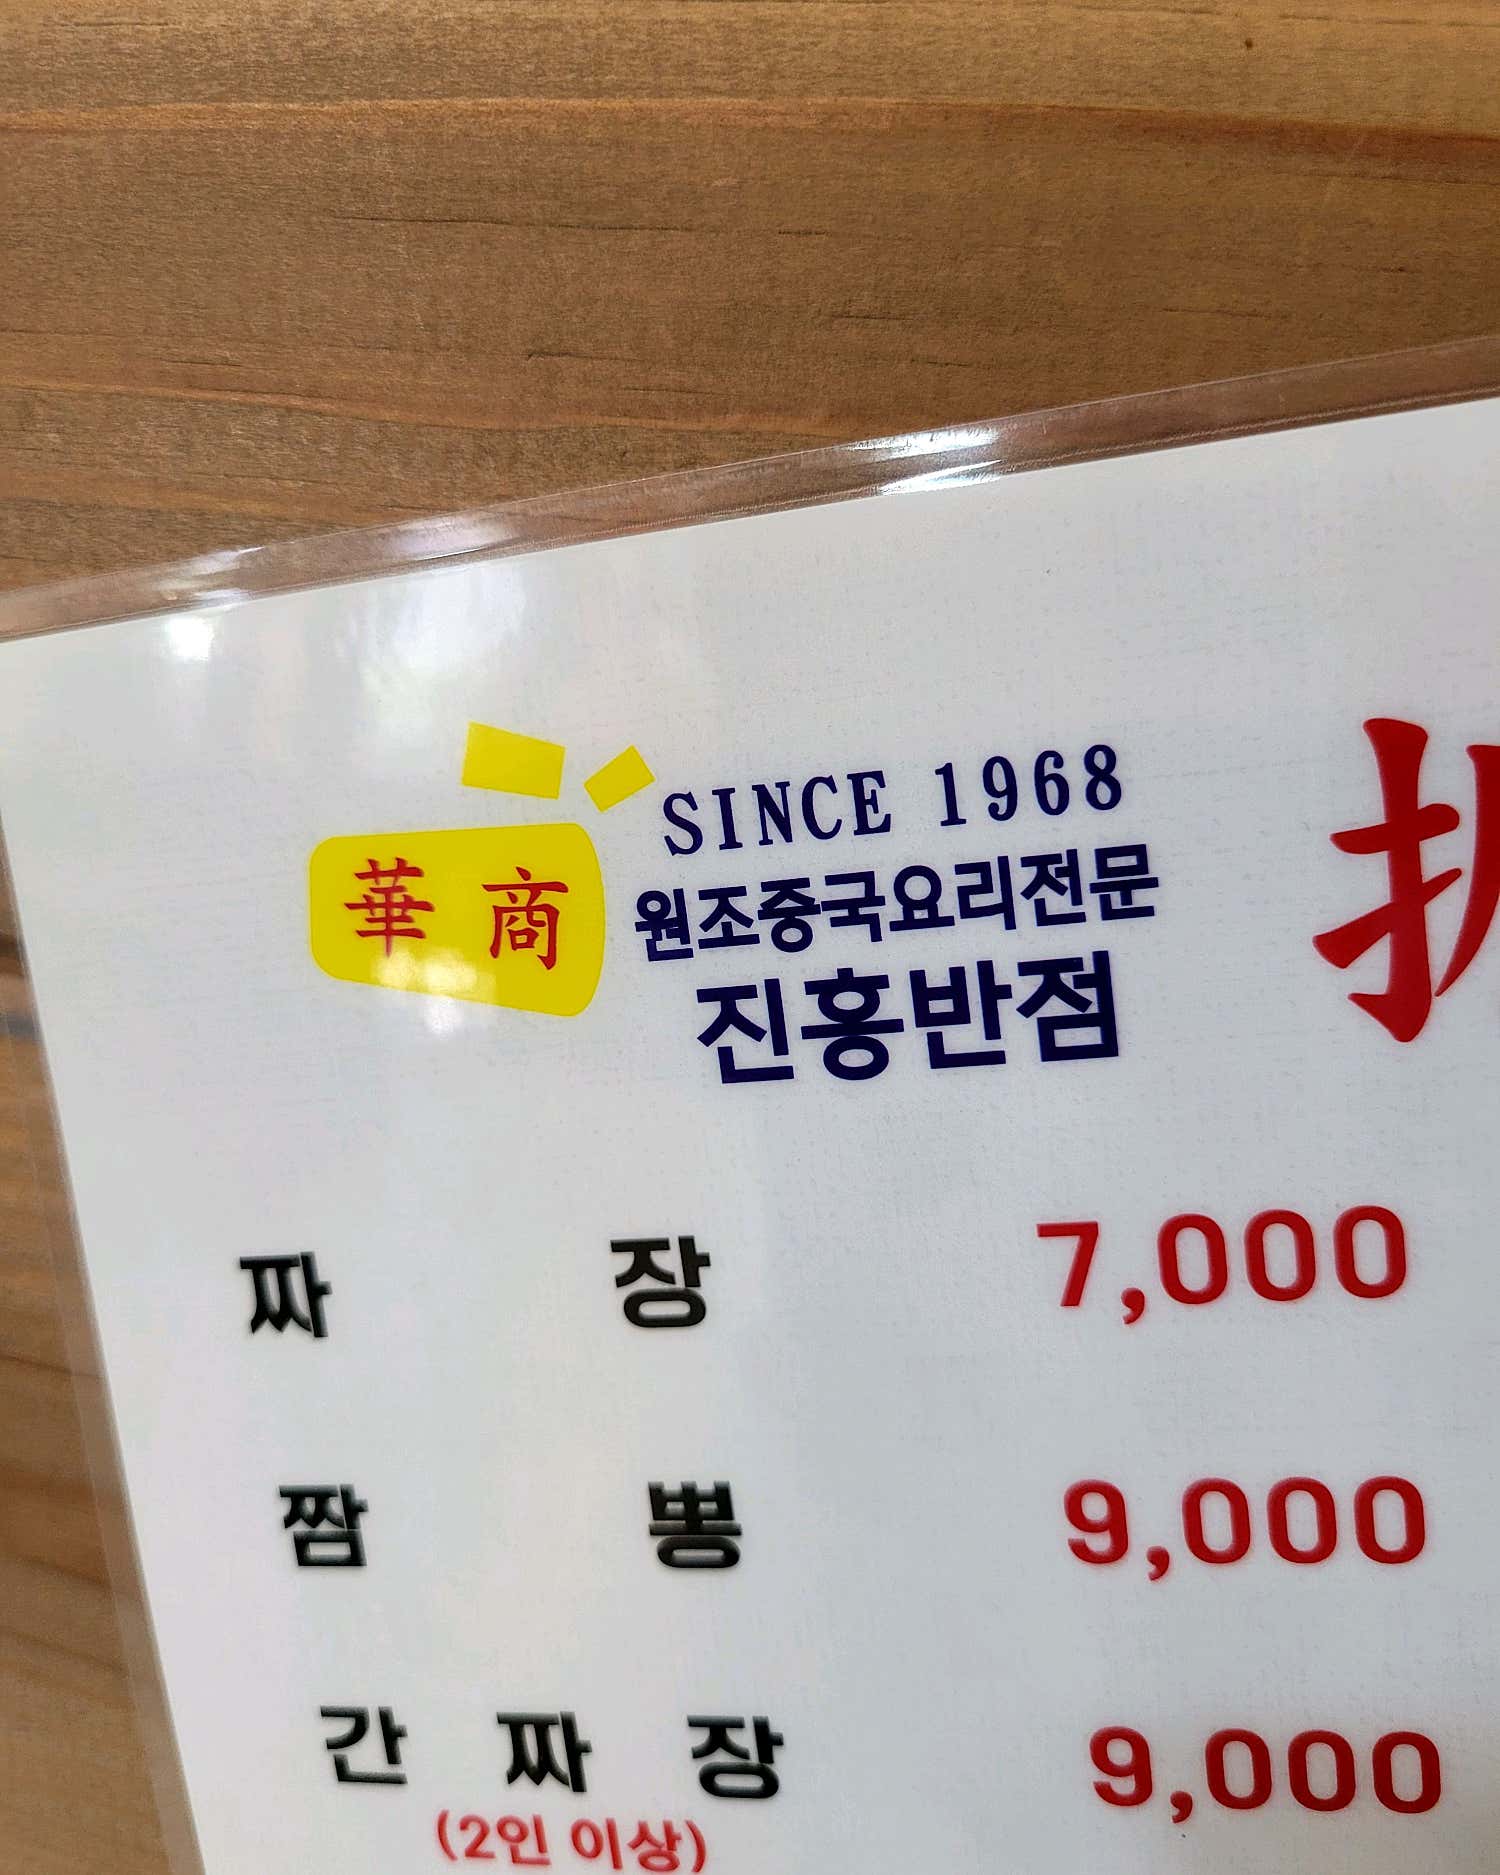 華 商
SINCE 1968
원조중국요리전문
진흥반점
짜 장 7,000
짬 뽕 9,000
간 짜 장 9,000
(2인 이상)